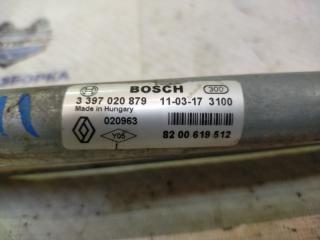 BOSCH 300
3 397 020 879 11-03-17 3100
Made in Hungary
020963
Y05 82 00 619 512